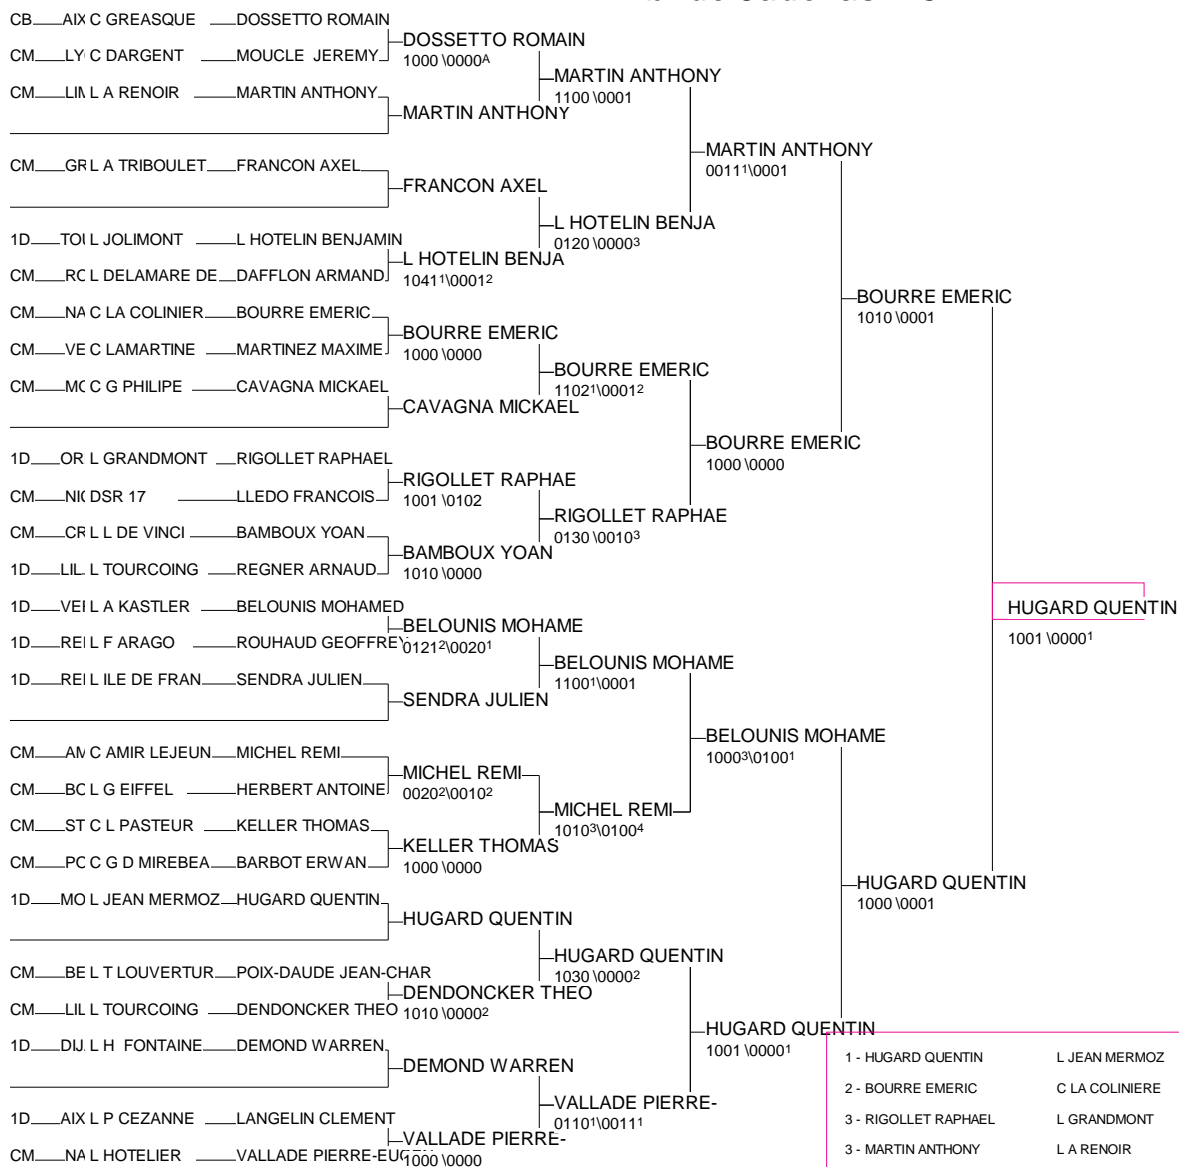 CB AIX C GREASQUE DOSSETTO ROMAIN
DOSSETTO ROMAIN
1000 \0000A
CM LY C DARGENT MOUCLE JEREMY
MARTIN ANTHONY
1100 \0001
CM LIM L A RENOIR MARTIN ANTHONY
MARTIN ANTHONY
MARTIN ANTHONY
00111\0001
CM GR L A TRIBOULET FRANCON AXEL
FRANCON AXEL
L HOTELIN BENJA
0120 \00003
1D TOU L JOLIMONT L HOTELIN BENJAMIN
L HOTELIN BENJA
10411\00012
CM RO L DELAMARE DE DAFFLON ARMAND
BOURRE EMERIC
1010 \0001
CM NA C LA COLINIER BOURRE EMERIC
BOURRE EMERIC
1000 \0000
CM VE C LAMARTINE MARTINEZ MAXIME
BOURRE EMERIC
11021\00012
CM MO C G PHILIPE CAVAGNA MICKAEL
CAVAGNA MICKAEL
BOURRE EMERIC
1000 \0000
1D OR L GRANDMONT RIGOLLET RAPHAEL
RIGOLLET RAPHAE
1001 \0102
CM NIC DSR 17 LLEDO FRANCOIS
RIGOLLET RAPHAE
0130 \00103
CM CR L L DE VINCI BAMBOUX YOAN
BAMBOUX YOAN
1010 \0000
1D LIL L TOURCOING REGNER ARNAUD
HUGARD QUENTIN
1001 \00001
1D VER L A KASTLER BELOUNIS MOHAMED
BELOUNIS MOHAME
01212\00201
1D REI L F ARAGO ROUHAUD GEOFFREY
BELOUNIS MOHAME
11001\0001
1D REI L ILE DE FRAN SENDRA JULIEN
SENDRA JULIEN
BELOUNIS MOHAME
10003\01001
CM AM C AMIR LEJEUN MICHEL REMI
MICHEL REMI
00202\00102
CM BO L G EIFFEL HERBERT ANTOINE
MICHEL REMI
10103\01004
CM ST C L PASTEUR KELLER THOMAS
KELLER THOMAS
1000 \0000
CM PO C G D MIREBEA BARBOT ERWAN
HUGARD QUENTIN
1000 \0001
1D MO L JEAN MERMOZ HUGARD QUENTIN
HUGARD QUENTIN
HUGARD QUENTIN
1030 \00002
CM BE L T LOUVERTUR POIX-DAUDE JEAN-CHAR
DENDONCKER THEO
1010 \00002
CM LIL L TOURCOING DENDONCKER THEO
HUGARD QUENTIN
1001 \00001
1D DIJ L H FONTAINE DEMOND WARREN
DEMOND WARREN
VALLADE PIERRE-
01101\00111
1D AIX L P CEZANNE LANGELIN CLEMENT
VALLADE PIERRE-
1000 \0000
CM NA L HOTELIER VALLADE PIERRE-EUGEN
1 - HUGARD QUENTIN L JEAN MERMOZ
2 - BOURRE EMERIC C LA COLINIERE
3 - RIGOLLET RAPHAEL L GRANDMONT
3 - MARTIN ANTHONY L A RENOIR